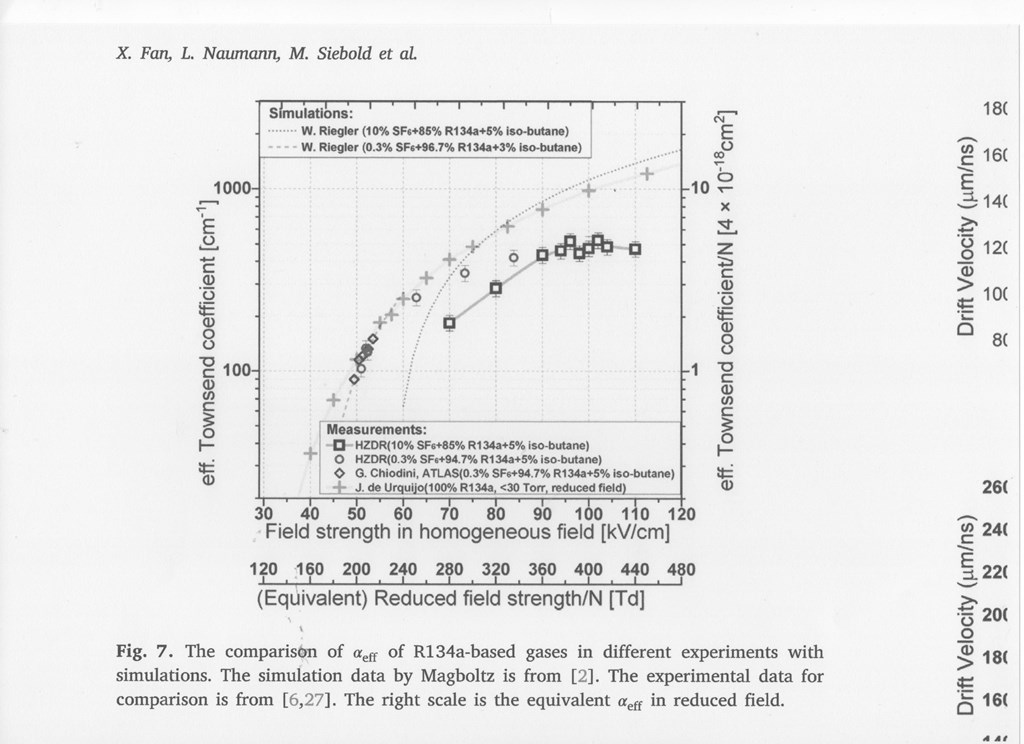 X. Fan, L. Naumann, M. Siebold et al.
Simulations:
W. Riegler (10% SF₆+85% R134a+5% iso-butane)
W. Riegler (0.3% SF₆+96.7% R134a+3% iso-butane)
1000
100
10
1
eff. Townsend coefficient [cm⁻¹]
eff. Townsend coefficient/N [4 × 10⁻¹⁸cm²]
Measurements:
HZDR(10% SF₆+85% R134a+5% iso-butane)
HZDR(0.3% SF₆+94.7% R134a+5% iso-butane)
G. Chiodini, ATLAS(0.3% SF₆+94.7% R134a+5% iso-butane)
J. de Urquijo(100% R134a, <30 Torr, reduced field)
30 40 50 60 70 80 90 100 110 120
Field strength in homogeneous field [kV/cm]
120 160 200 240 280 320 360 400 440 480
(Equivalent) Reduced field strength/N [Td]
Fig. 7. The comparison of αeff of R134a-based gases in different experiments with
simulations. The simulation data by Magboltz is from [2]. The experimental data for
comparison is from [6,27]. The right scale is the equivalent αeff in reduced field.
Drift Velocity (μm/ns)
Drift Velocity (μm/ns)